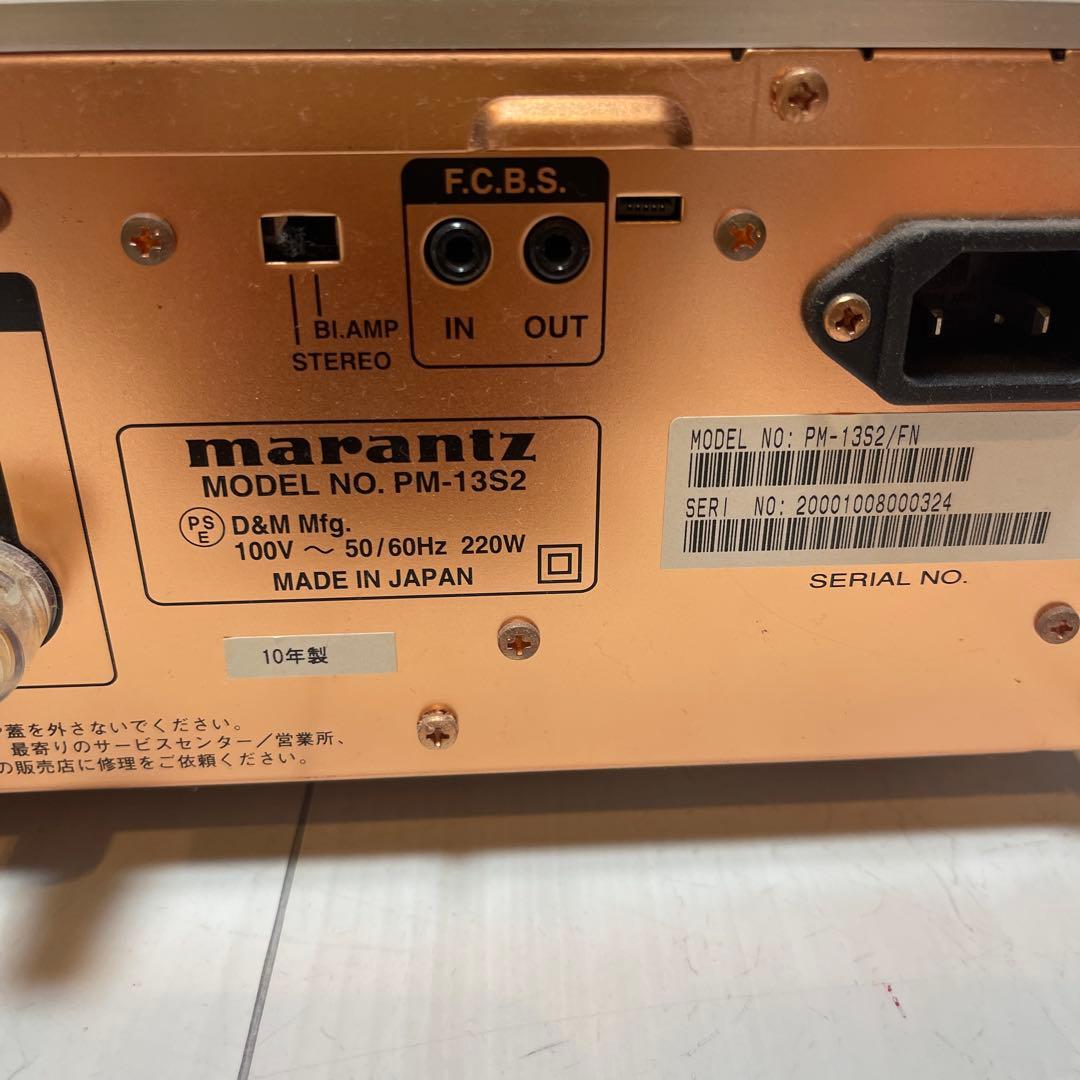 F.C.B.S.
IN OUT
BI.AMP
STEREO
marantz
MODEL NO. PM-13S2
PSE D&M Mfg.
100V ～ 50/60Hz 220W
MADE IN JAPAN
MODEL NO: PM-13S2/FN
SERI NO: 20001008000324
SERIAL NO.
10年製
蓋を外さないでください。
最寄りのサービスセンター／営業所、
の販売店に修理をご依頼ください。